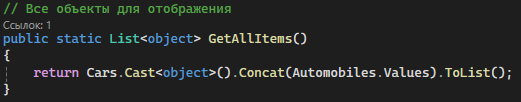 // Все объекты для отображения
Ссылок: 1
public static List<object> GetAllItems()
{
return Cars.Cast<object>().Concat(Automobiles.Values).ToList();
}